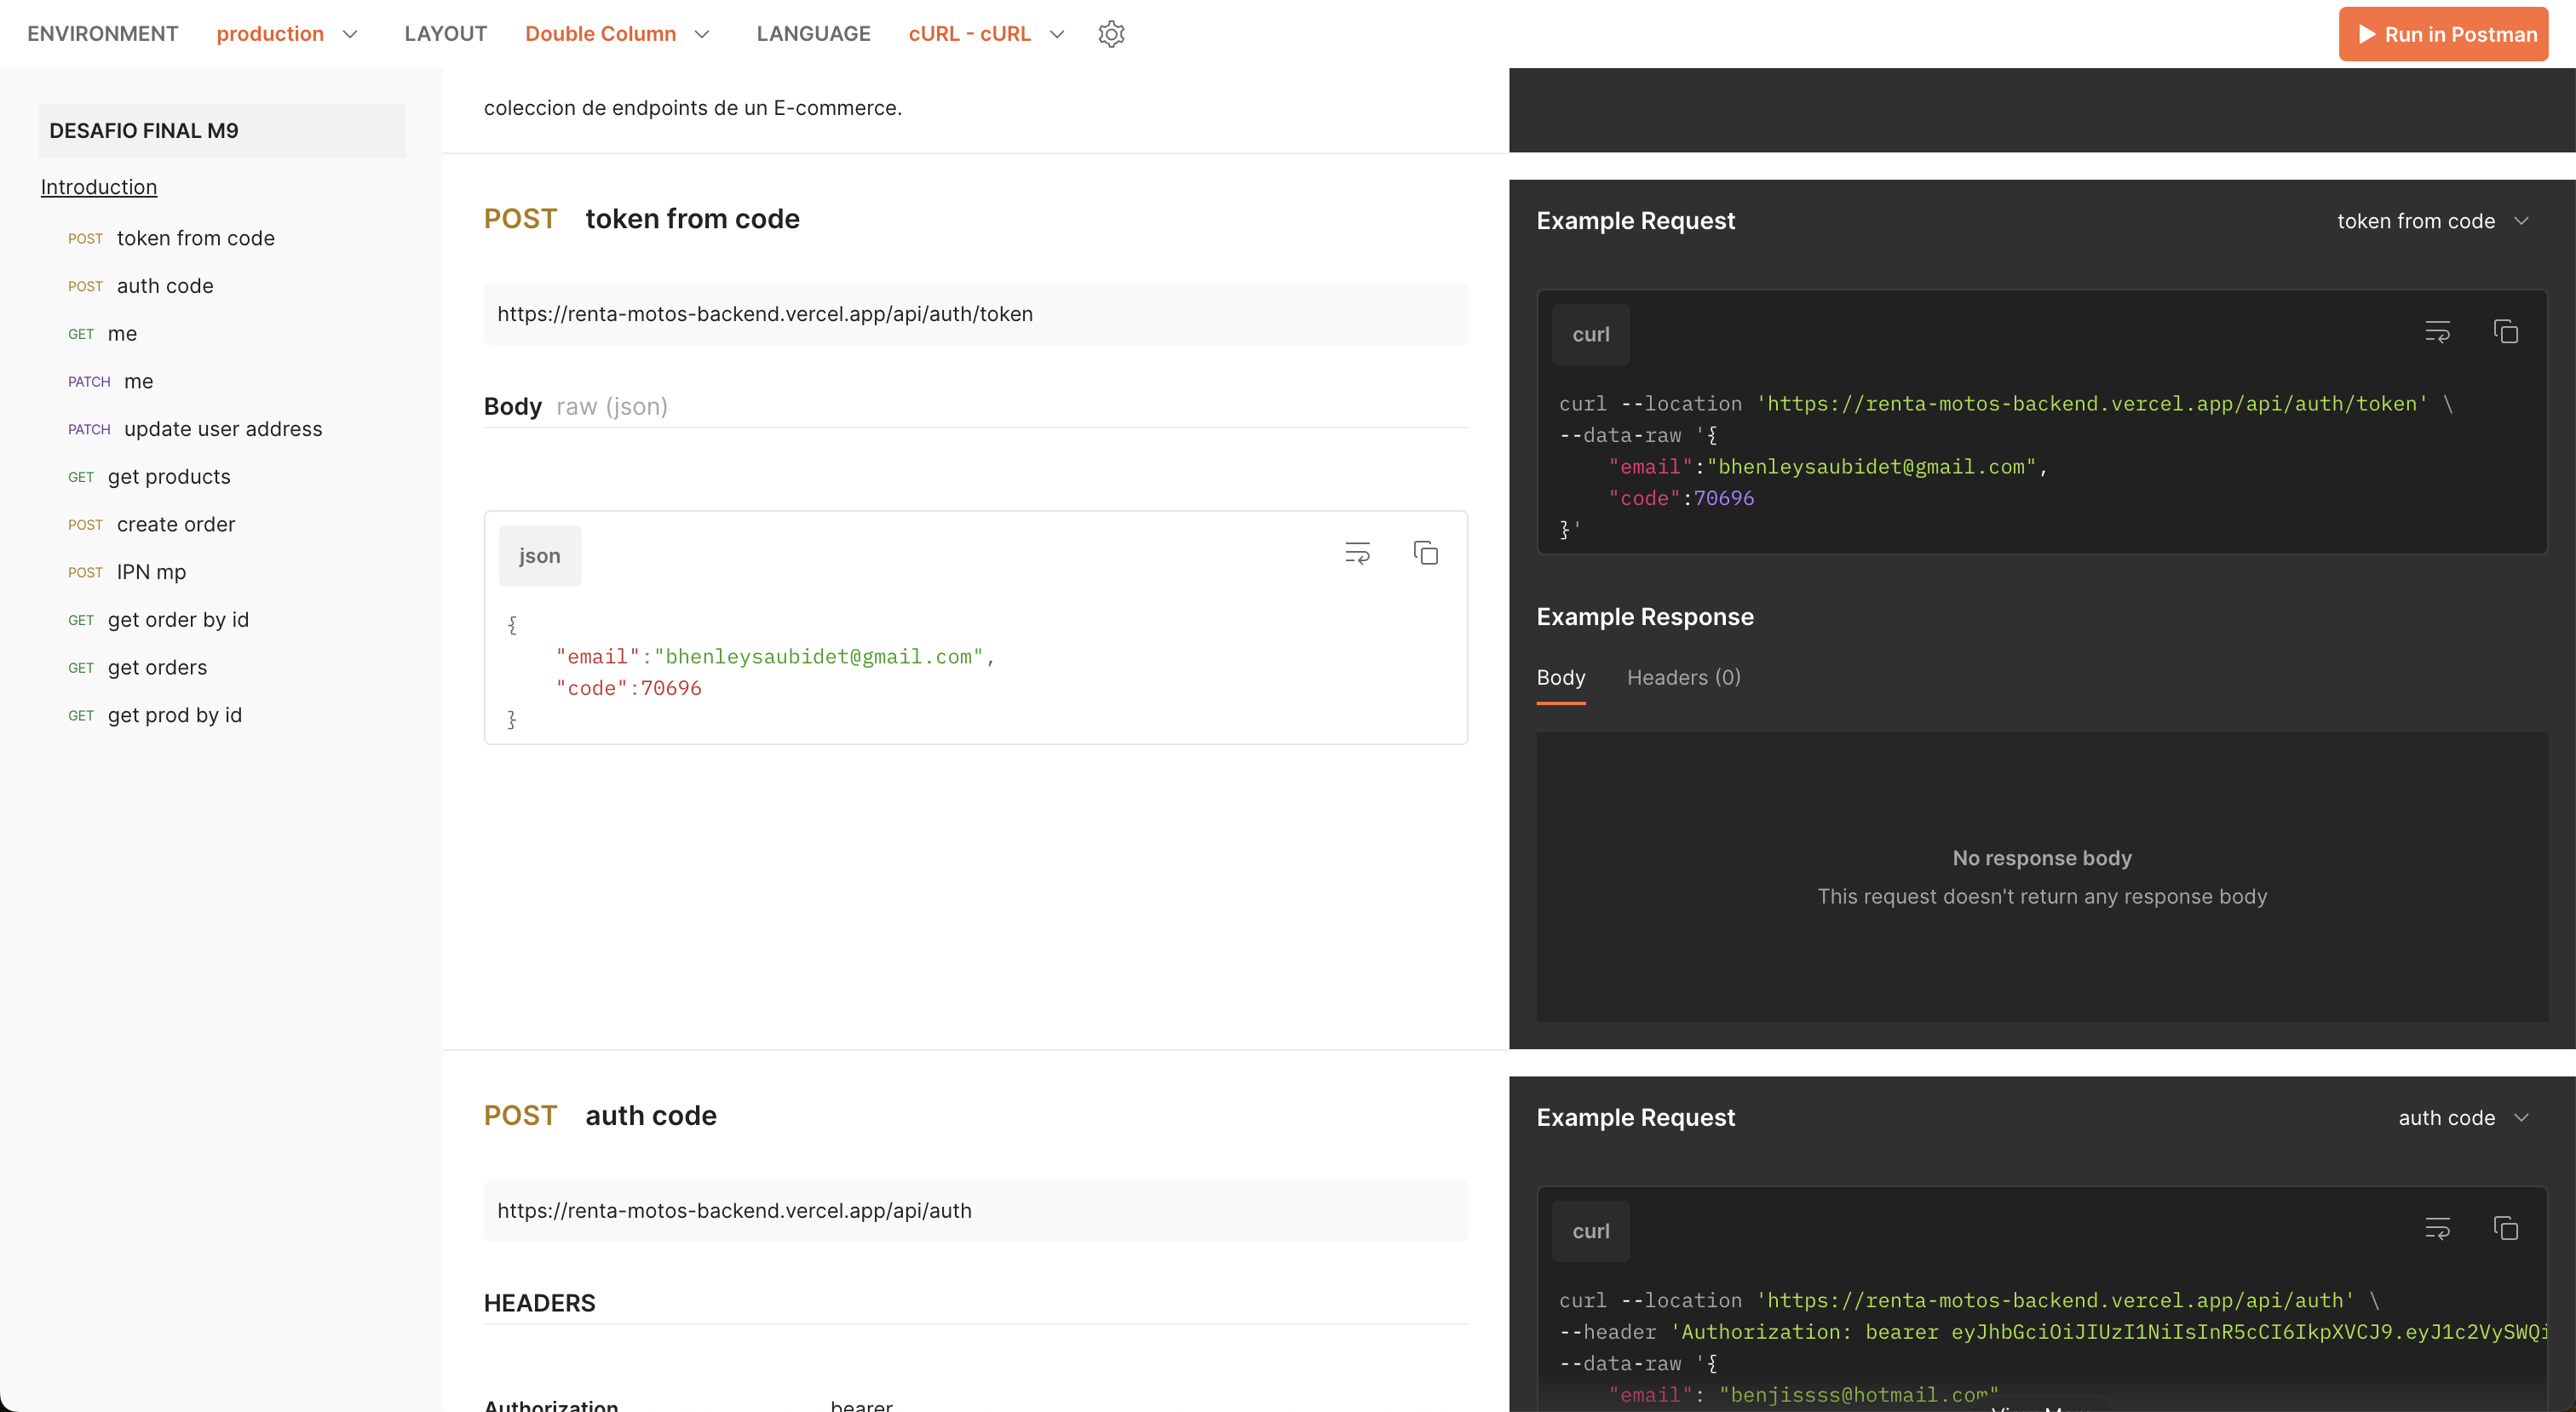 ENVIRONMENT production LAYOUT Double Column LANGUAGE cURL - cURL Run in Postman
DESAFIO FINAL M9
Introduction
POST token from code
POST auth code
GET me
PATCH me
PATCH update user address
GET get products
POST create order
POST IPN mp
GET get order by id
GET get orders
GET get prod by id
coleccion de endpoints de un E-commerce.
POST token from code
https://renta-motos-backend.vercel.app/api/auth/token
Body raw (json)
json
{
"email":"bhenleysaubidet@gmail.com",
"code":70696
}
Example Request token from code
curl
curl --location 'https://renta-motos-backend.vercel.app/api/auth/token' \
--data-raw '{
"email":"bhenleysaubidet@gmail.com",
"code":70696
}'
Example Response
Body Headers (0)
No response body
This request doesn't return any response body
POST auth code
https://renta-motos-backend.vercel.app/api/auth
HEADERS
Authorization bearer
Example Request auth code
curl
curl --location 'https://renta-motos-backend.vercel.app/api/auth' \
--header 'Authorization: bearer eyJhbGciOiJIUzI1NiIsInR5cCI6IkpXVCJ9.eyJ1c2VySWQi
--data-raw '{
"email": "benjissss@hotmail.com"
View More